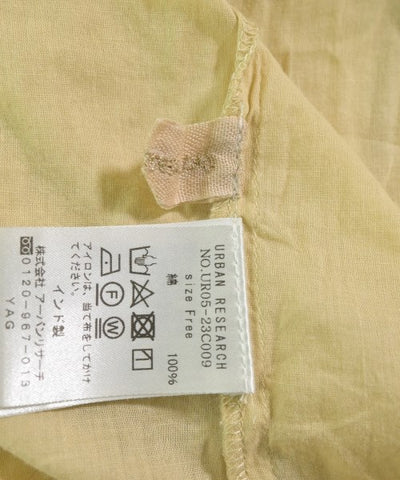 URBAN RESEARCH
NO.UR05-23C009
size Free
綿 100%
アイロンは、当て布をしてかけ
てください。
インド製
株式会社 アーバンリサーチ
0120-967-013
YAG